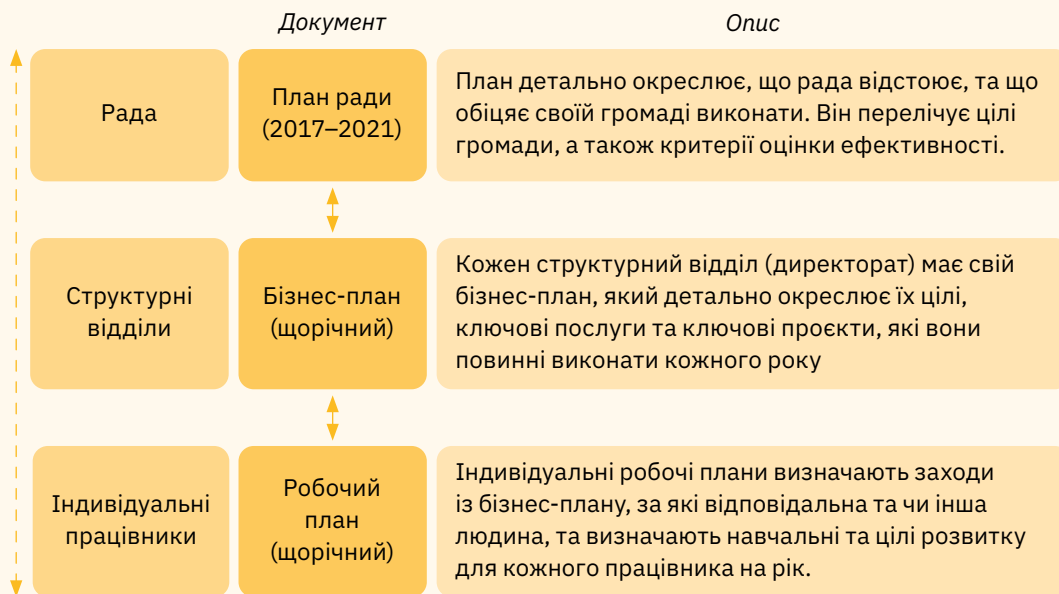 Документ
Опис
Рада
План ради
(2017–2021)
План детально окреслює, що рада відстоює, та що
обіцяє своїй громаді виконати. Він перелічує цілі
громади, а також критерії оцінки ефективності.
Структурні
відділи
Бізнес-план
(щорічний)
Кожен структурний відділ (директорат) має свій
бізнес-план, який детально окреслює їх цілі,
ключові послуги та ключові проєкти, які вони
повинні виконати кожного року
Індивідуальні
працівники
Робочий
план
(щорічний)
Індивідуальні робочі плани визначають заходи
із бізнес-плану, за які відповідальна та чи інша
людина, та визначають навчальні та цілі розвитку
для кожного працівника на рік.